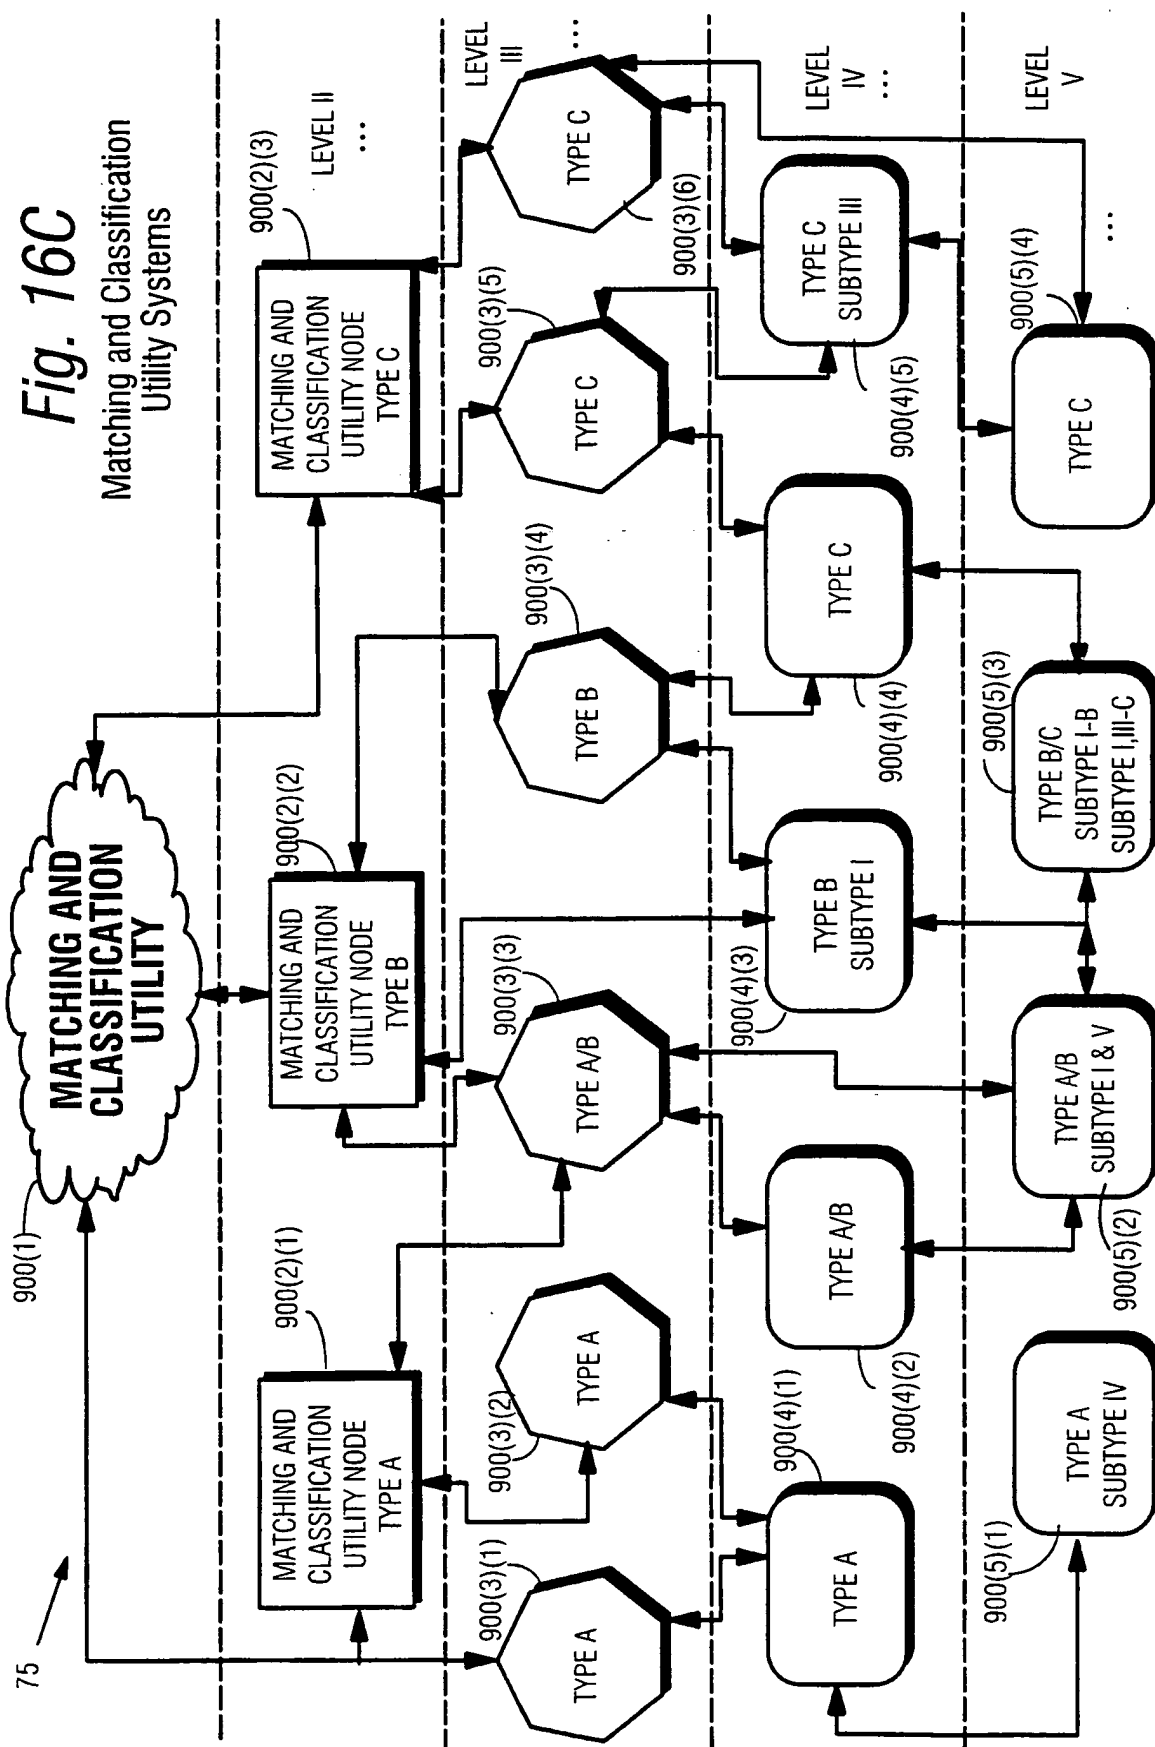 Fig. 16C
Matching and Classification
Utility Systems
75
900(1)
MATCHING AND
CLASSIFICATION
UTILITY
900(2)(1)
MATCHING AND
CLASSIFICATION
UTILITY NODE
TYPE A
900(2)(2)
MATCHING AND
CLASSIFICATION
UTILITY NODE
TYPE B
900(2)(3)
MATCHING AND
CLASSIFICATION
UTILITY NODE
TYPE C
LEVEL II
...
900(3)(1)
TYPE A
900(3)(2)
TYPE A
900(3)(3)
TYPE A/B
900(3)(4)
TYPE B
900(3)(5)
TYPE C
900(3)(6)
TYPE C
LEVEL
III
...
900(4)(1)
TYPE A
900(4)(2)
TYPE A/B
900(4)(3)
TYPE B
SUBTYPE I
900(4)(4)
TYPE C
900(4)(5)
TYPE C
SUBTYPE III
LEVEL
IV
...
900(5)(1)
TYPE A
SUBTYPE IV
900(5)(2)
TYPE A/B
SUBTYPE I & V
900(5)(3)
TYPE B/C
SUBTYPE I-B
SUBTYPE I,III-C
900(5)(4)
TYPE C
LEVEL
V
...